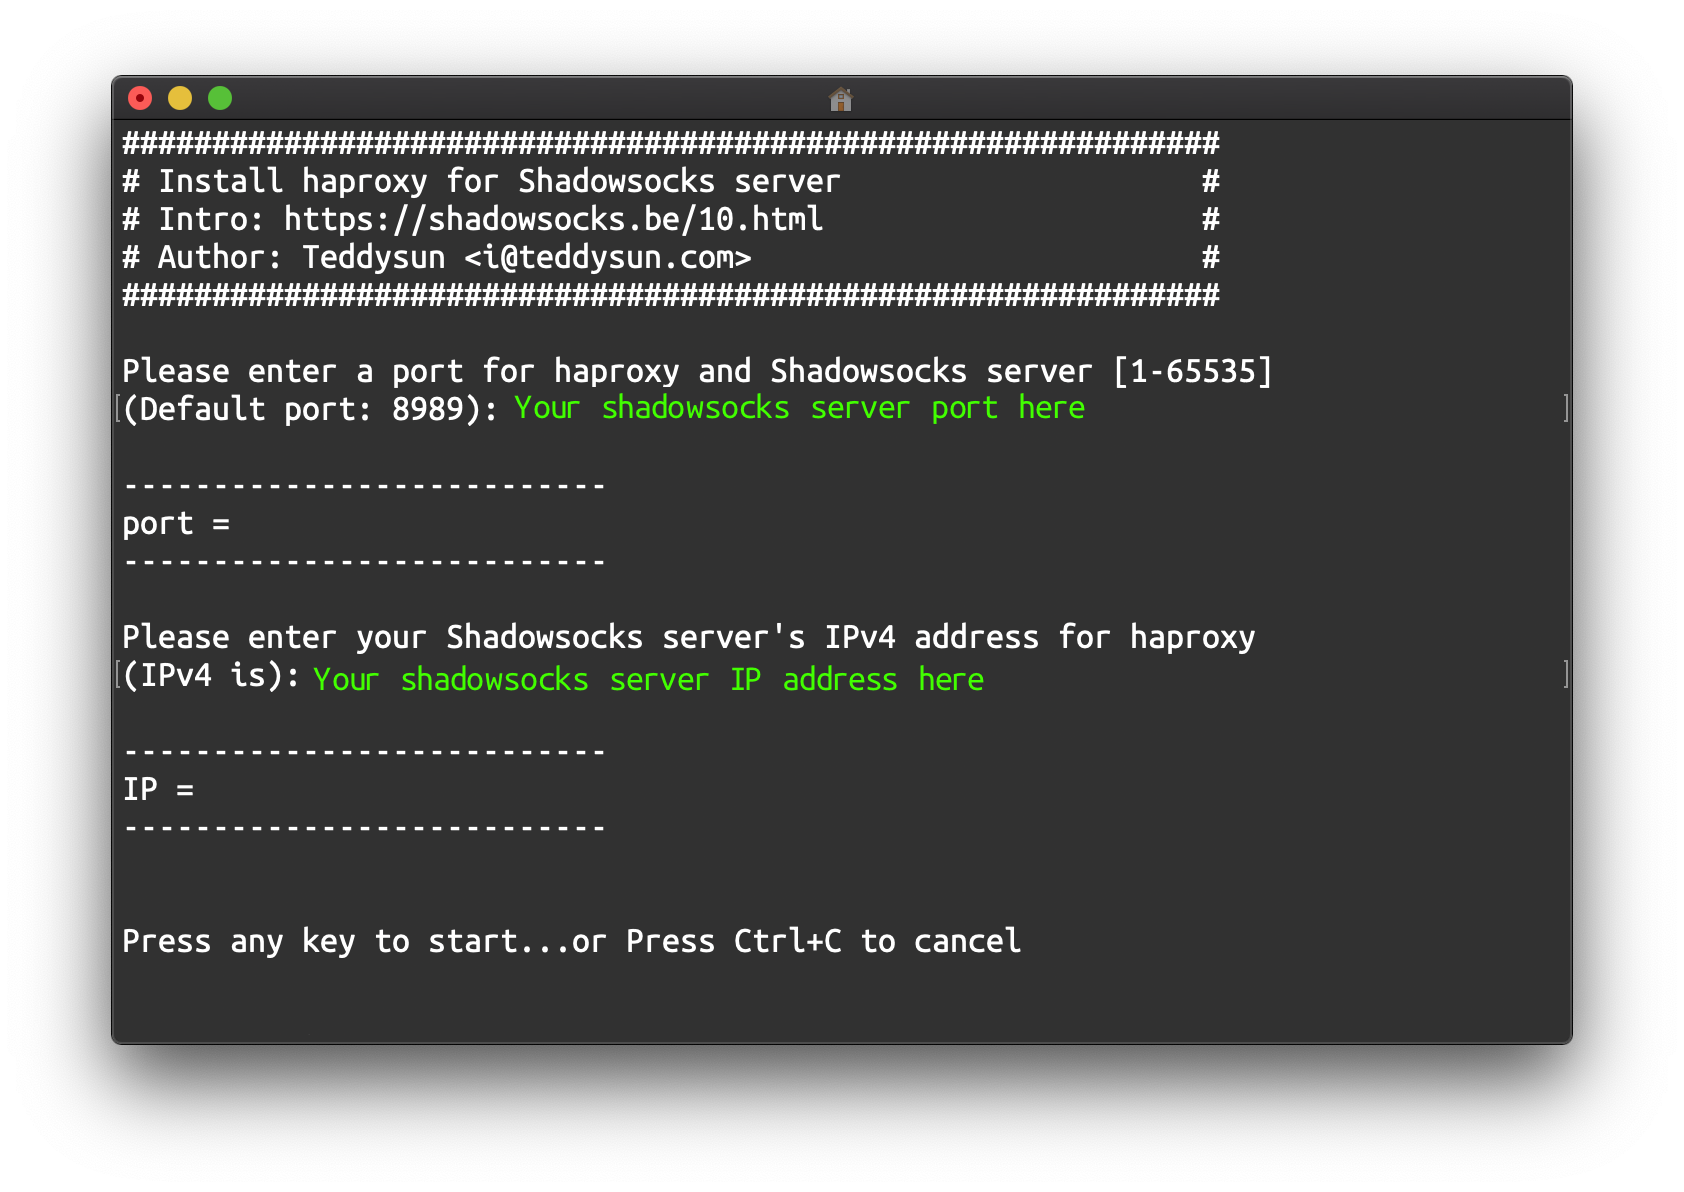 #############################################################
# Install haproxy for Shadowsocks server                    #
# Intro: https://shadowsocks.be/10.html                     #
# Author: Teddysun <i@teddysun.com>                         #
#############################################################
Please enter a port for haproxy and Shadowsocks server [1-65535]
[(Default port: 8989): Your shadowsocks server port here ]
---------------------------
port =
---------------------------
Please enter your Shadowsocks server's IPv4 address for haproxy
[(IPv4 is): Your shadowsocks server IP address here ]
---------------------------
IP =
---------------------------
Press any key to start...or Press Ctrl+C to cancel